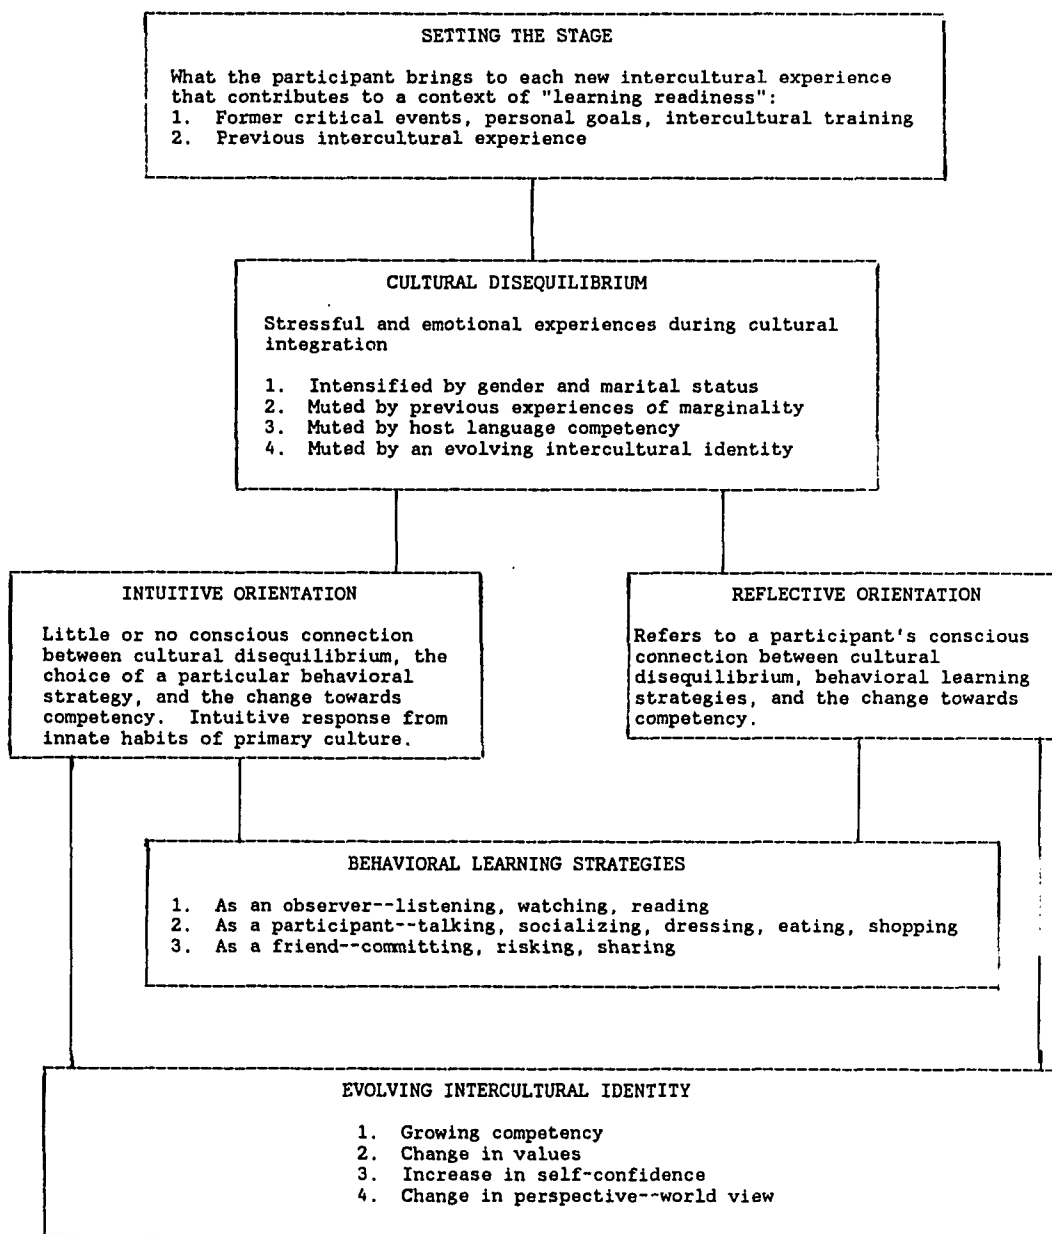 SETTING THE STAGE
What the participant brings to each new intercultural experience
that contributes to a context of "learning readiness":
1. Former critical events, personal goals, intercultural training
2. Previous intercultural experience
CULTURAL DISEQUILIBRIUM
Stressful and emotional experiences during cultural
integration
1. Intensified by gender and marital status
2. Muted by previous experiences of marginality
3. Muted by host language competency
4. Muted by an evolving intercultural identity
INTUITIVE ORIENTATION
Little or no conscious connection
between cultural disequilibrium, the
choice of a particular behavioral
strategy, and the change towards
competency. Intuitive response from
innate habits of primary culture.
REFLECTIVE ORIENTATION
Refers to a participant's conscious
connection between cultural
disequilibrium, behavioral learning
strategies, and the change towards
competency.
BEHAVIORAL LEARNING STRATEGIES
1. As an observer--listening, watching, reading
2. As a participant--talking, socializing, dressing, eating, shopping
3. As a friend--committing, risking, sharing
EVOLVING INTERCULTURAL IDENTITY
1. Growing competency
2. Change in values
3. Increase in self-confidence
4. Change in perspective--world view